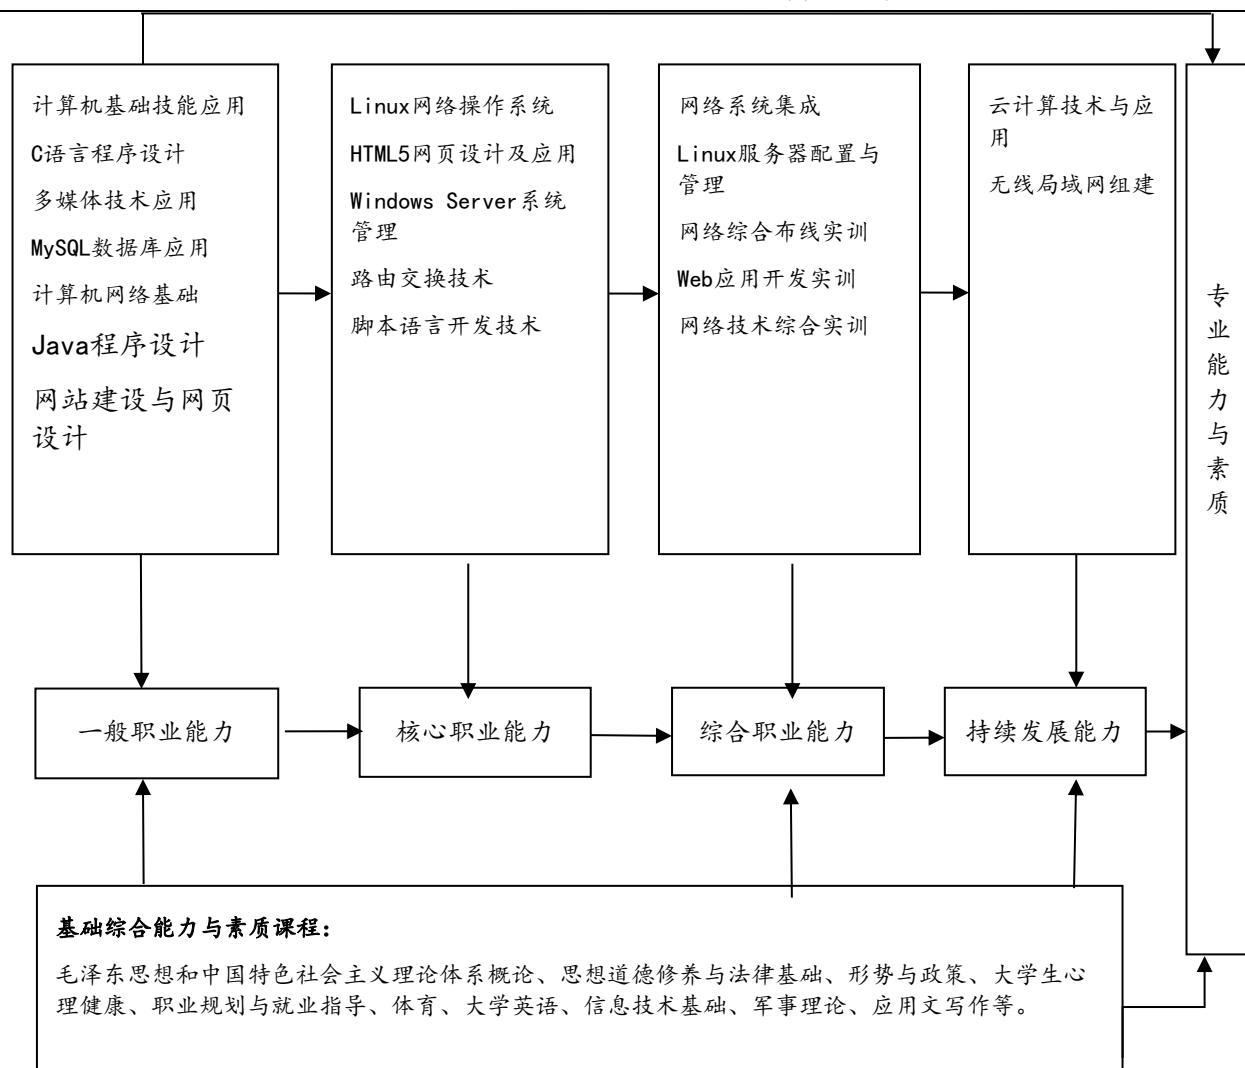 计算机基础技能应用
C语言程序设计
多媒体技术应用
MySQL数据库应用
计算机网络基础
Java程序设计
网站建设与网页
设计
Linux网络操作系统
HTML5网页设计及应用
Windows Server系统
管理
路由交换技术
脚本语言开发技术
网络系统集成
Linux服务器配置与
管理
网络综合布线实训
Web应用开发实训
网络技术综合实训
云计算技术与应
用
无线局域网组建
专
业
能
力
与
素
质
一般职业能力
核心职业能力
综合职业能力
持续发展能力
基础综合能力与素质课程：
毛泽东思想和中国特色社会主义理论体系概论、思想道德修养与法律基础、形势与政策、大学生心
理健康、职业规划与就业指导、体育、大学英语、信息技术基础、军事理论、应用文写作等。